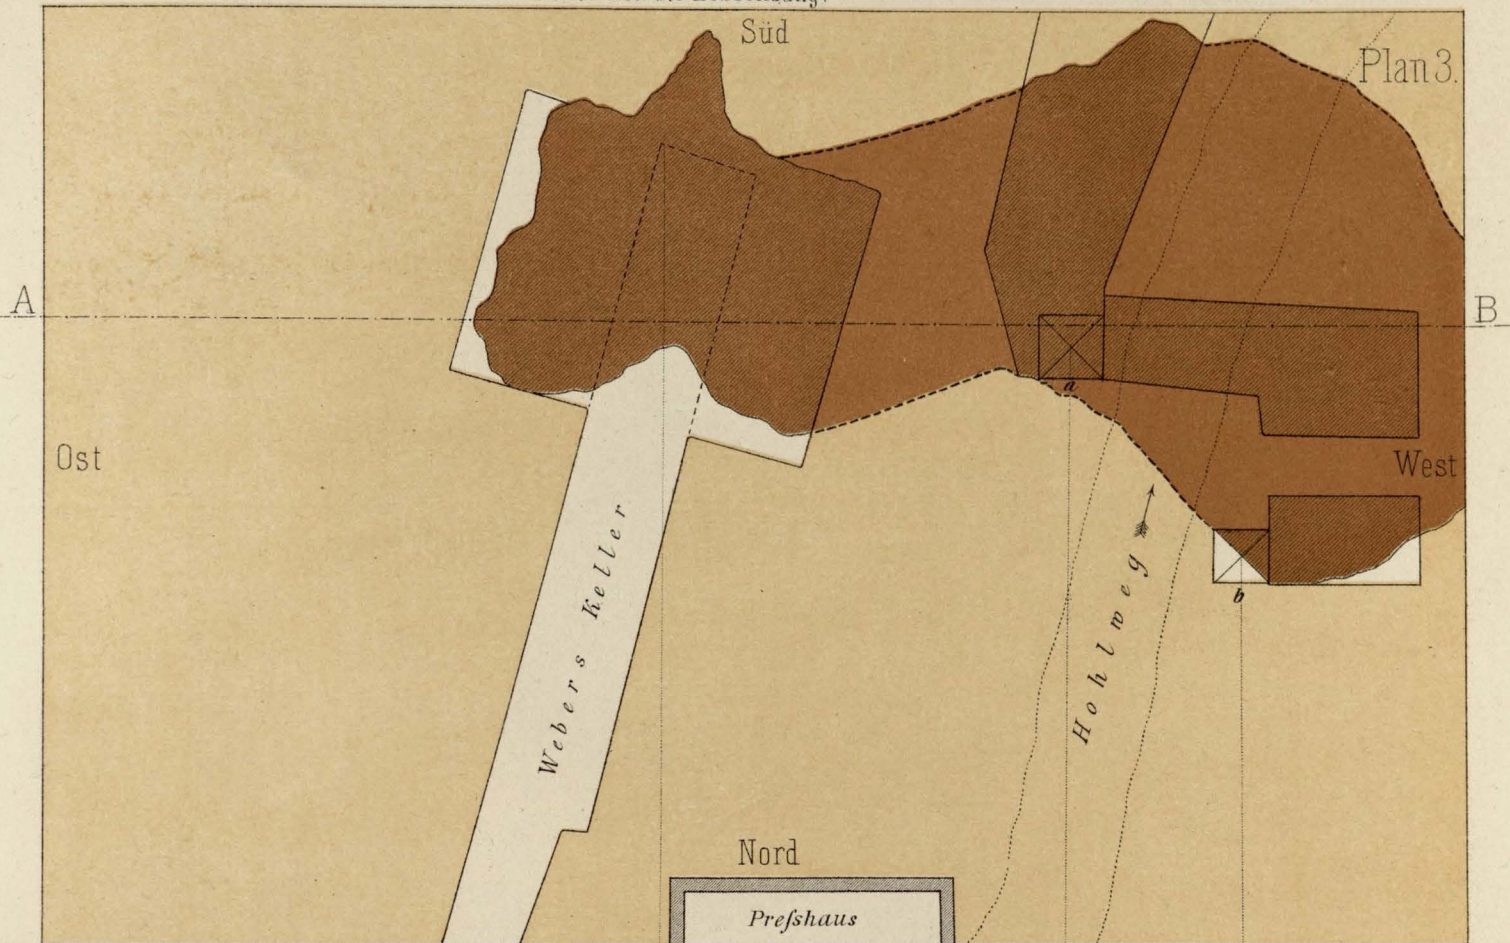 Süd
Plan 3.
A
B
a
Ost
West
b
Webers Keller
Hohlweg
Nord
Preſshaus